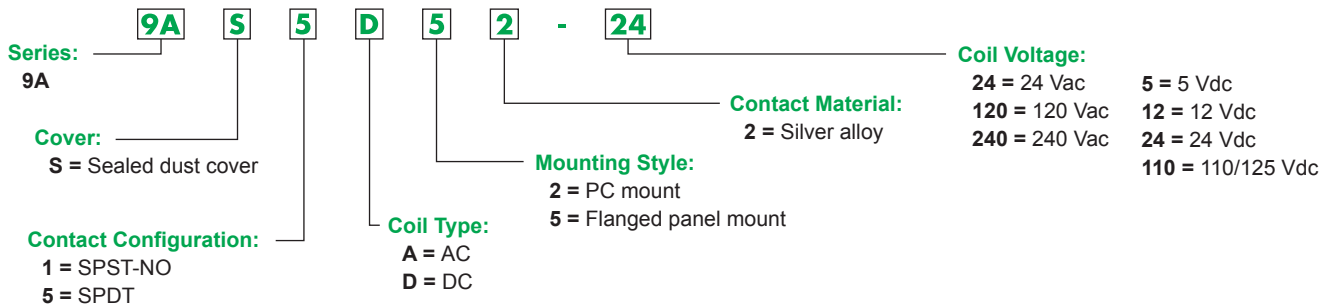 9A S 5 D 5 2 - 24
Series:
9A
Cover:
S = Sealed dust cover
Contact Configuration:
1 = SPST-NO
5 = SPDT
Coil Type:
A = AC
D = DC
Mounting Style:
2 = PC mount
5 = Flanged panel mount
Contact Material:
2 = Silver alloy
Coil Voltage:
24 = 24 Vac 5 = 5 Vdc
120 = 120 Vac 12 = 12 Vdc
240 = 240 Vac 24 = 24 Vdc
110 = 110/125 Vdc